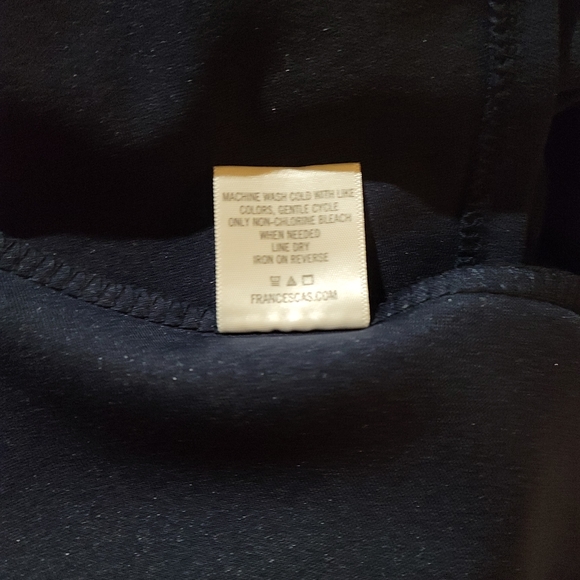 MACHINE WASH COLD WITH LIKE
COLORS, GENTLE CYCLE
ONLY NON-CHLORINE BLEACH
WHEN NEEDED
LINE DRY
IRON ON REVERSE
FRANCESCAS.COM